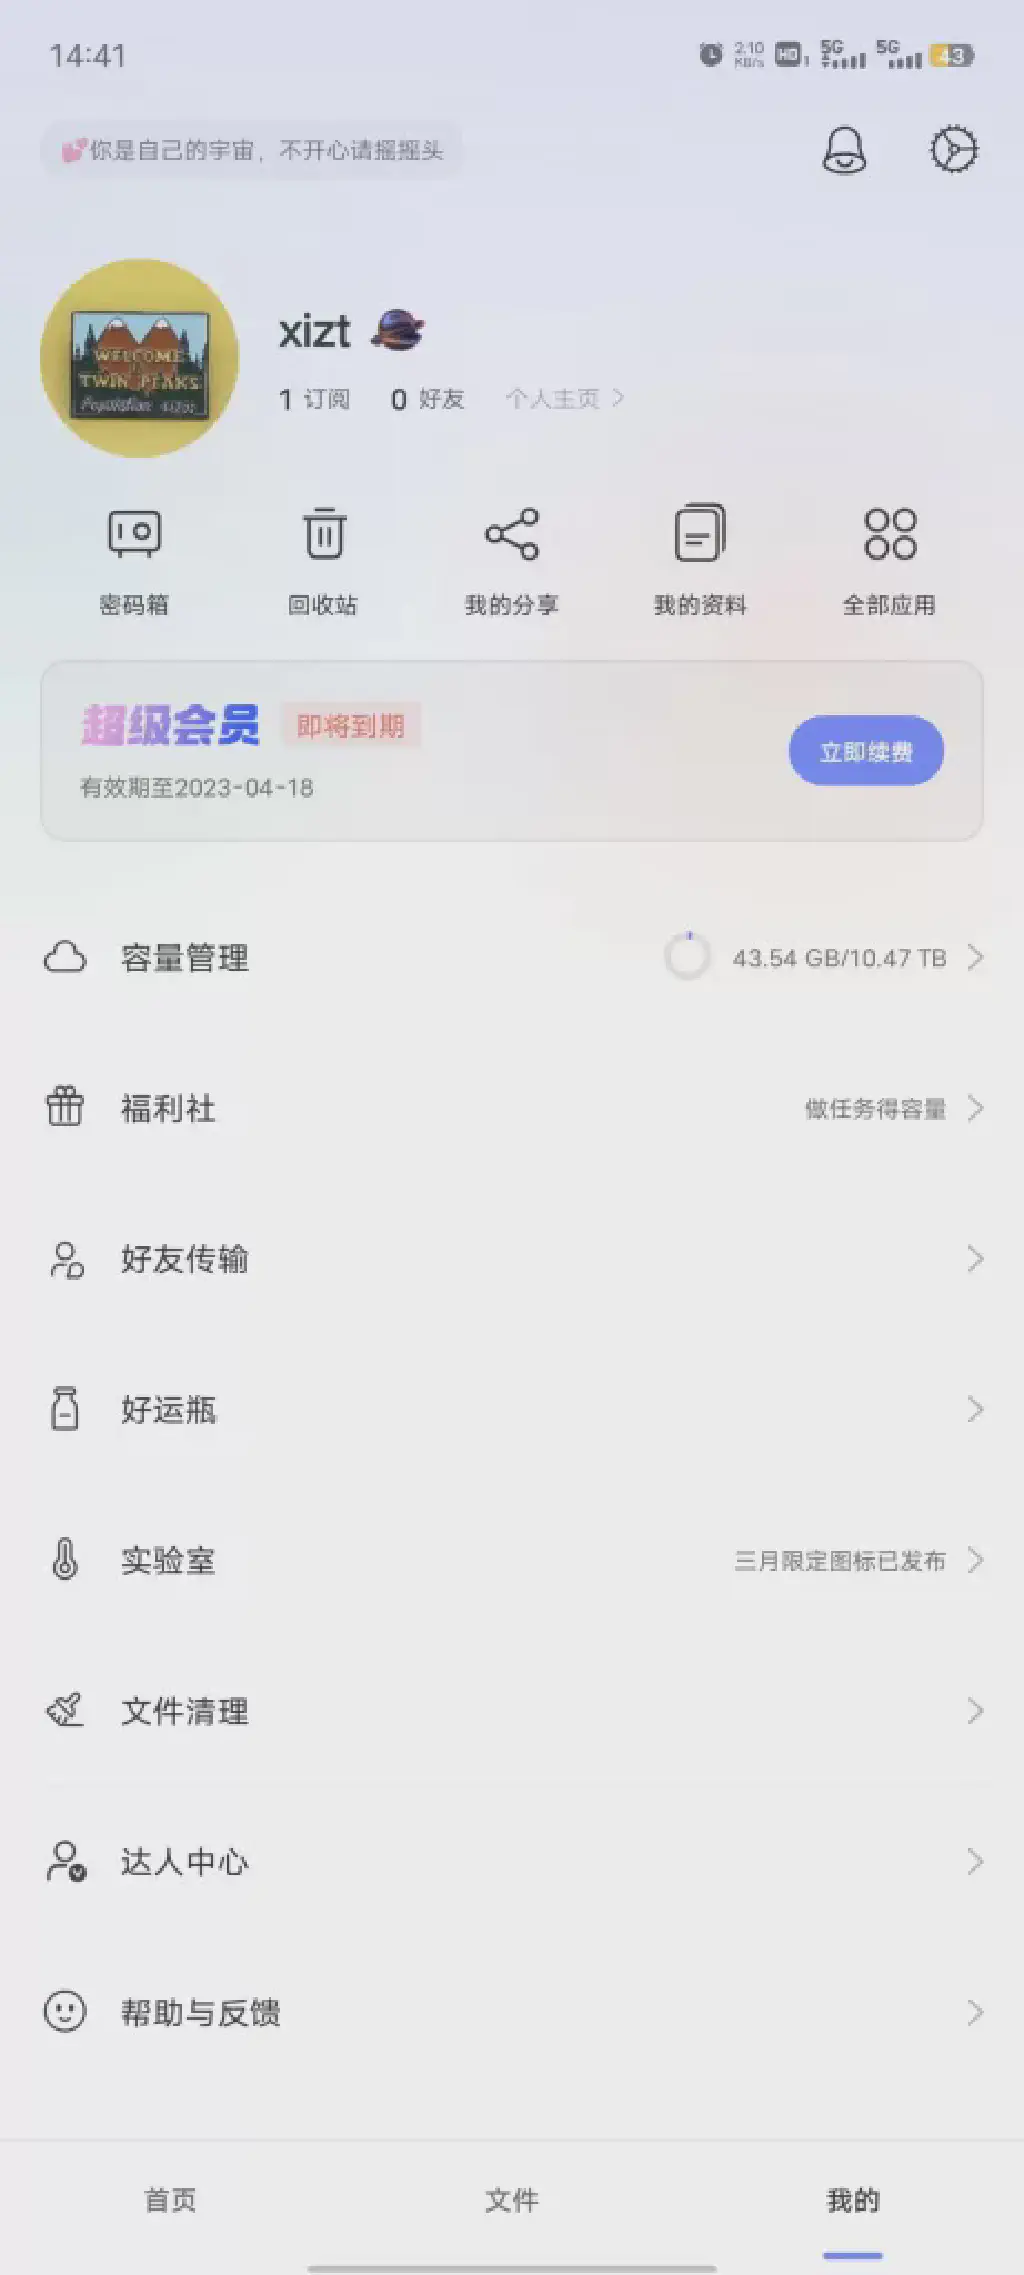 14:41
2.10 KB/s HD 1 5G 5G 43
💕你是自己的宇宙，不开心请摇摇头
WELCOME
TWIN PEAKS
Population
xizt
1 订阅 0 好友 个人主页
密码箱 回收站 我的分享 我的资料 全部应用
超级会员 即将到期
有效期至2023-04-18
立即续费
容量管理 43.54 GB/10.47 TB
福利社 做任务得容量
好友传输
好运瓶
实验室 三月限定图标已发布
文件清理
达人中心
帮助与反馈
首页 文件 我的